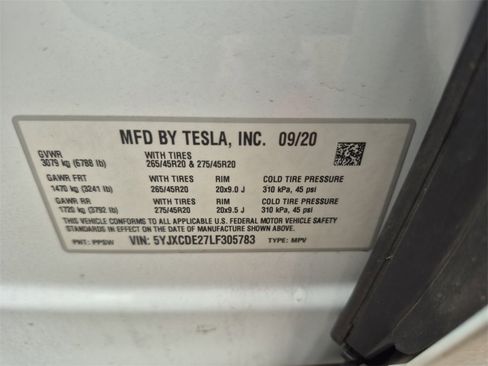 MFD BY TESLA, INC. 09/20
GVWR WITH TIRES
3079 kg (6788 lb) 265/45R20 & 275/45R20
GAWR FRT WITH TIRES RIM COLD TIRE PRESSURE
1470 kg (3241 lb) 265/45R20 20x9.0 J 310 kPa, 45 psi
GAWR RR WITH TIRES RIM COLD TIRE PRESSURE
1720 kg (3792 lb) 275/45R20 20x9.5 J 310 kPa, 45 psi
THIS VEHICLE CONFORMS TO ALL APPLICABLE U.S. FEDERAL MOTOR VEHICLE SAFETY
STANDARDS IN EFFECT ON THE DATE OF MANUFACTURE SHOWN ABOVE.
PNT: PPSW VIN: 5YJXCDE27LF305783 TYPE: MPV